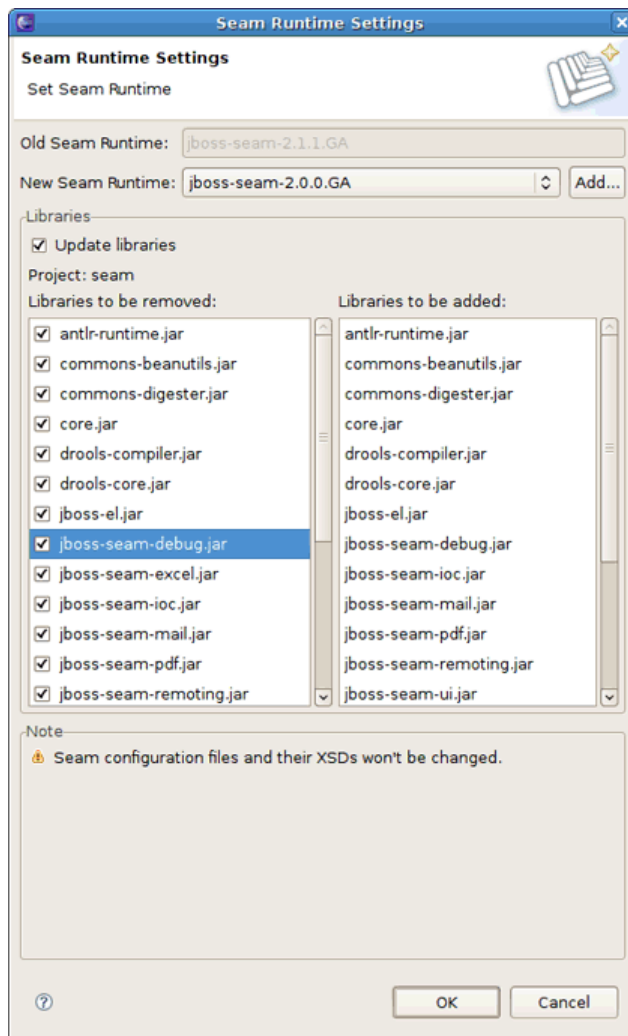 Seam Runtime Settings
Seam Runtime Settings
Set Seam Runtime
Old Seam Runtime: jboss-seam-2.1.1.GA
New Seam Runtime: jboss-seam-2.0.0.GA Add...
Libraries
Update libraries
Project: seam
Libraries to be removed: Libraries to be added:
antlr-runtime.jar antlr-runtime.jar
commons-beanutils.jar commons-beanutils.jar
commons-digester.jar commons-digester.jar
core.jar core.jar
drools-compiler.jar drools-compiler.jar
drools-core.jar drools-core.jar
jboss-el.jar jboss-el.jar
jboss-seam-debug.jar jboss-seam-debug.jar
jboss-seam-excel.jar jboss-seam-ioc.jar
jboss-seam-ioc.jar jboss-seam-mail.jar
jboss-seam-mail.jar jboss-seam-pdf.jar
jboss-seam-pdf.jar jboss-seam-remoting.jar
jboss-seam-remoting.jar jboss-seam-ui.jar
Note
Seam configuration files and their XSDs won't be changed.
? OK Cancel